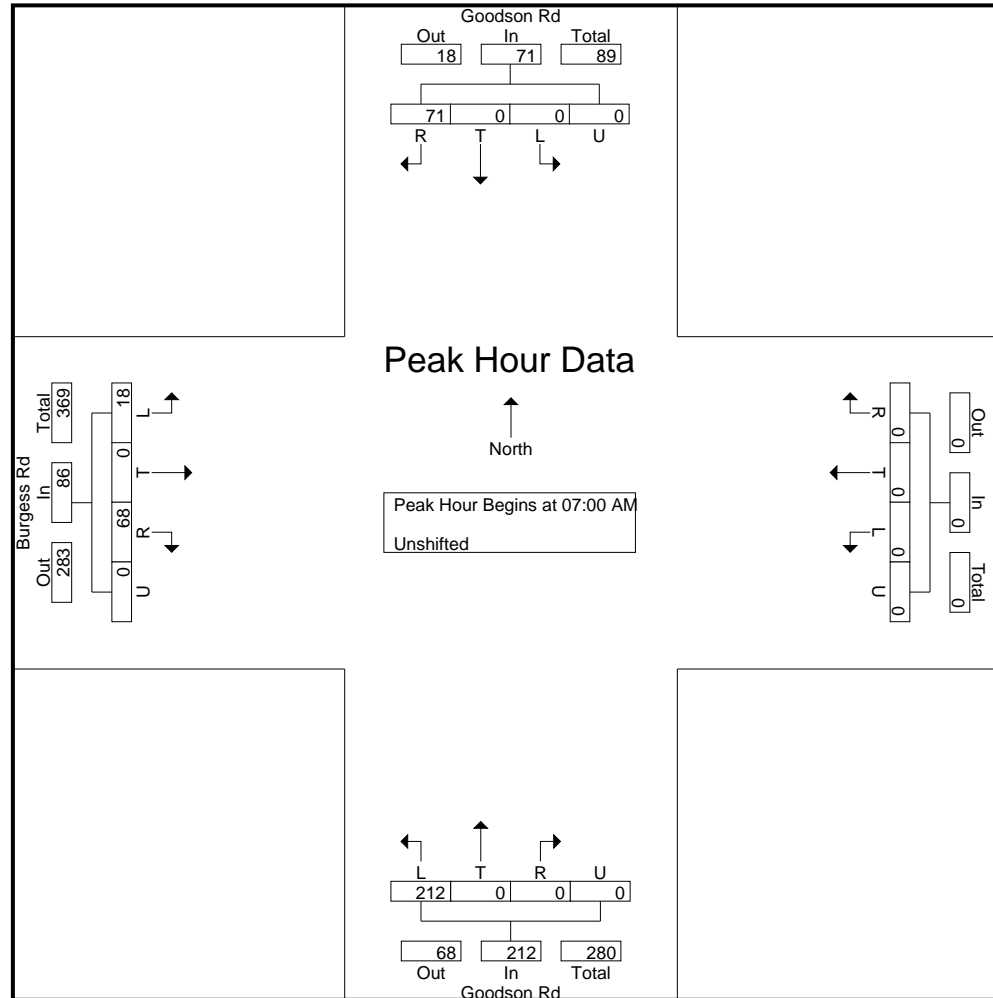 Goodson Rd
Out In Total
18 71 89
71 0 0 0
R T L U
Peak Hour Data
North
Peak Hour Begins at 07:00 AM
Unshifted
Burgess Rd
Out In Total
283 86 369
18 0 68 0
L T R U
Out In Total
0 0 0
0 0 0 0
R T L U
L T R U
212 0 0 0
68 212 280
Out In Total
Goodson Rd